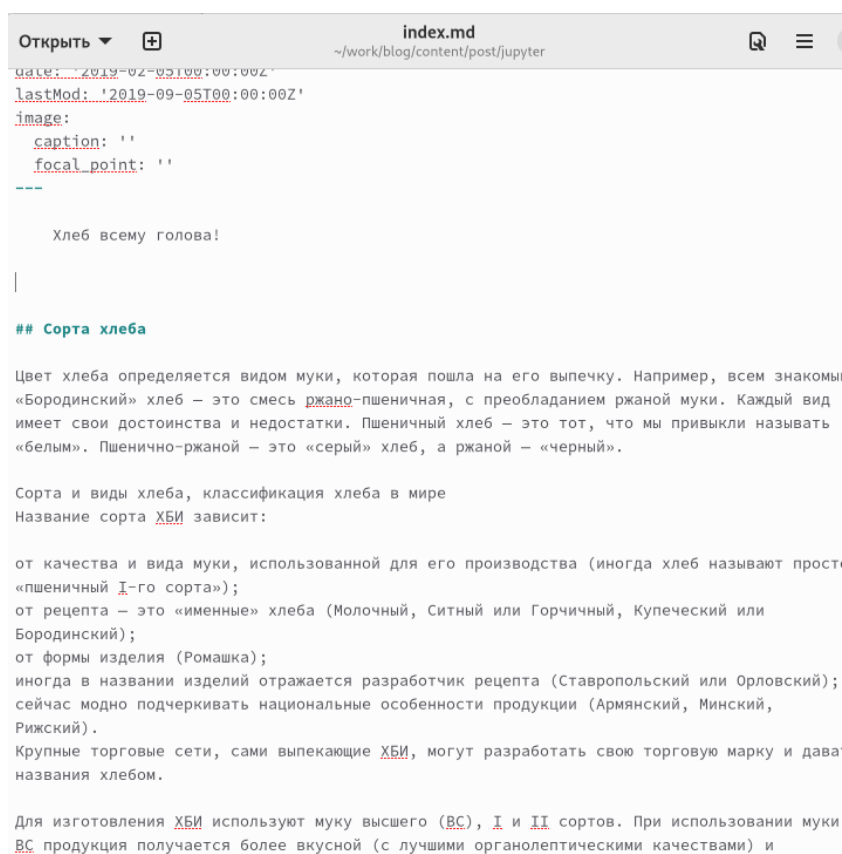 Открыть
index.md
~/work/blog/content/post/jupyter
date: '2019-02-05T00:00:00Z'
lastMod: '2019-09-05T00:00:00Z'
image:
caption: ''
focal_point: ''
---
Хлеб всему голова!
## Сорта хлеба
Цвет хлеба определяется видом муки, которая пошла на его выпечку. Например, всем знакомы
«Бородинский» хлеб — это смесь ржано-пшеничная, с преобладанием ржаной муки. Каждый вид
имеет свои достоинства и недостатки. Пшеничный хлеб — это тот, что мы привыкли называть
«белым». Пшенично-ржаной — это «серый» хлеб, а ржаной — «черный».
Сорта и виды хлеба, классификация хлеба в мире
Название сорта ХБИ зависит:
от качества и вида муки, использованной для его производства (иногда хлеб называют просто
«пшеничный I-го сорта»);
от рецепта — это «именные» хлеба (Молочный, Ситный или Горчичный, Купеческий или
Бородинский);
от формы изделия (Ромашка);
иногда в названии изделий отражается разработчик рецепта (Ставропольский или Орловский);
сейчас модно подчеркивать национальные особенности продукции (Армянский, Минский,
Рижский).
Крупные торговые сети, сами выпекающие ХБИ, могут разработать свою торговую марку и дава
названия хлебом.
Для изготовления ХБИ используют муку высшего (ВС), I и II сортов. При использовании муки
ВС продукция получается более вкусной (с лучшими органолептическими качествами) и